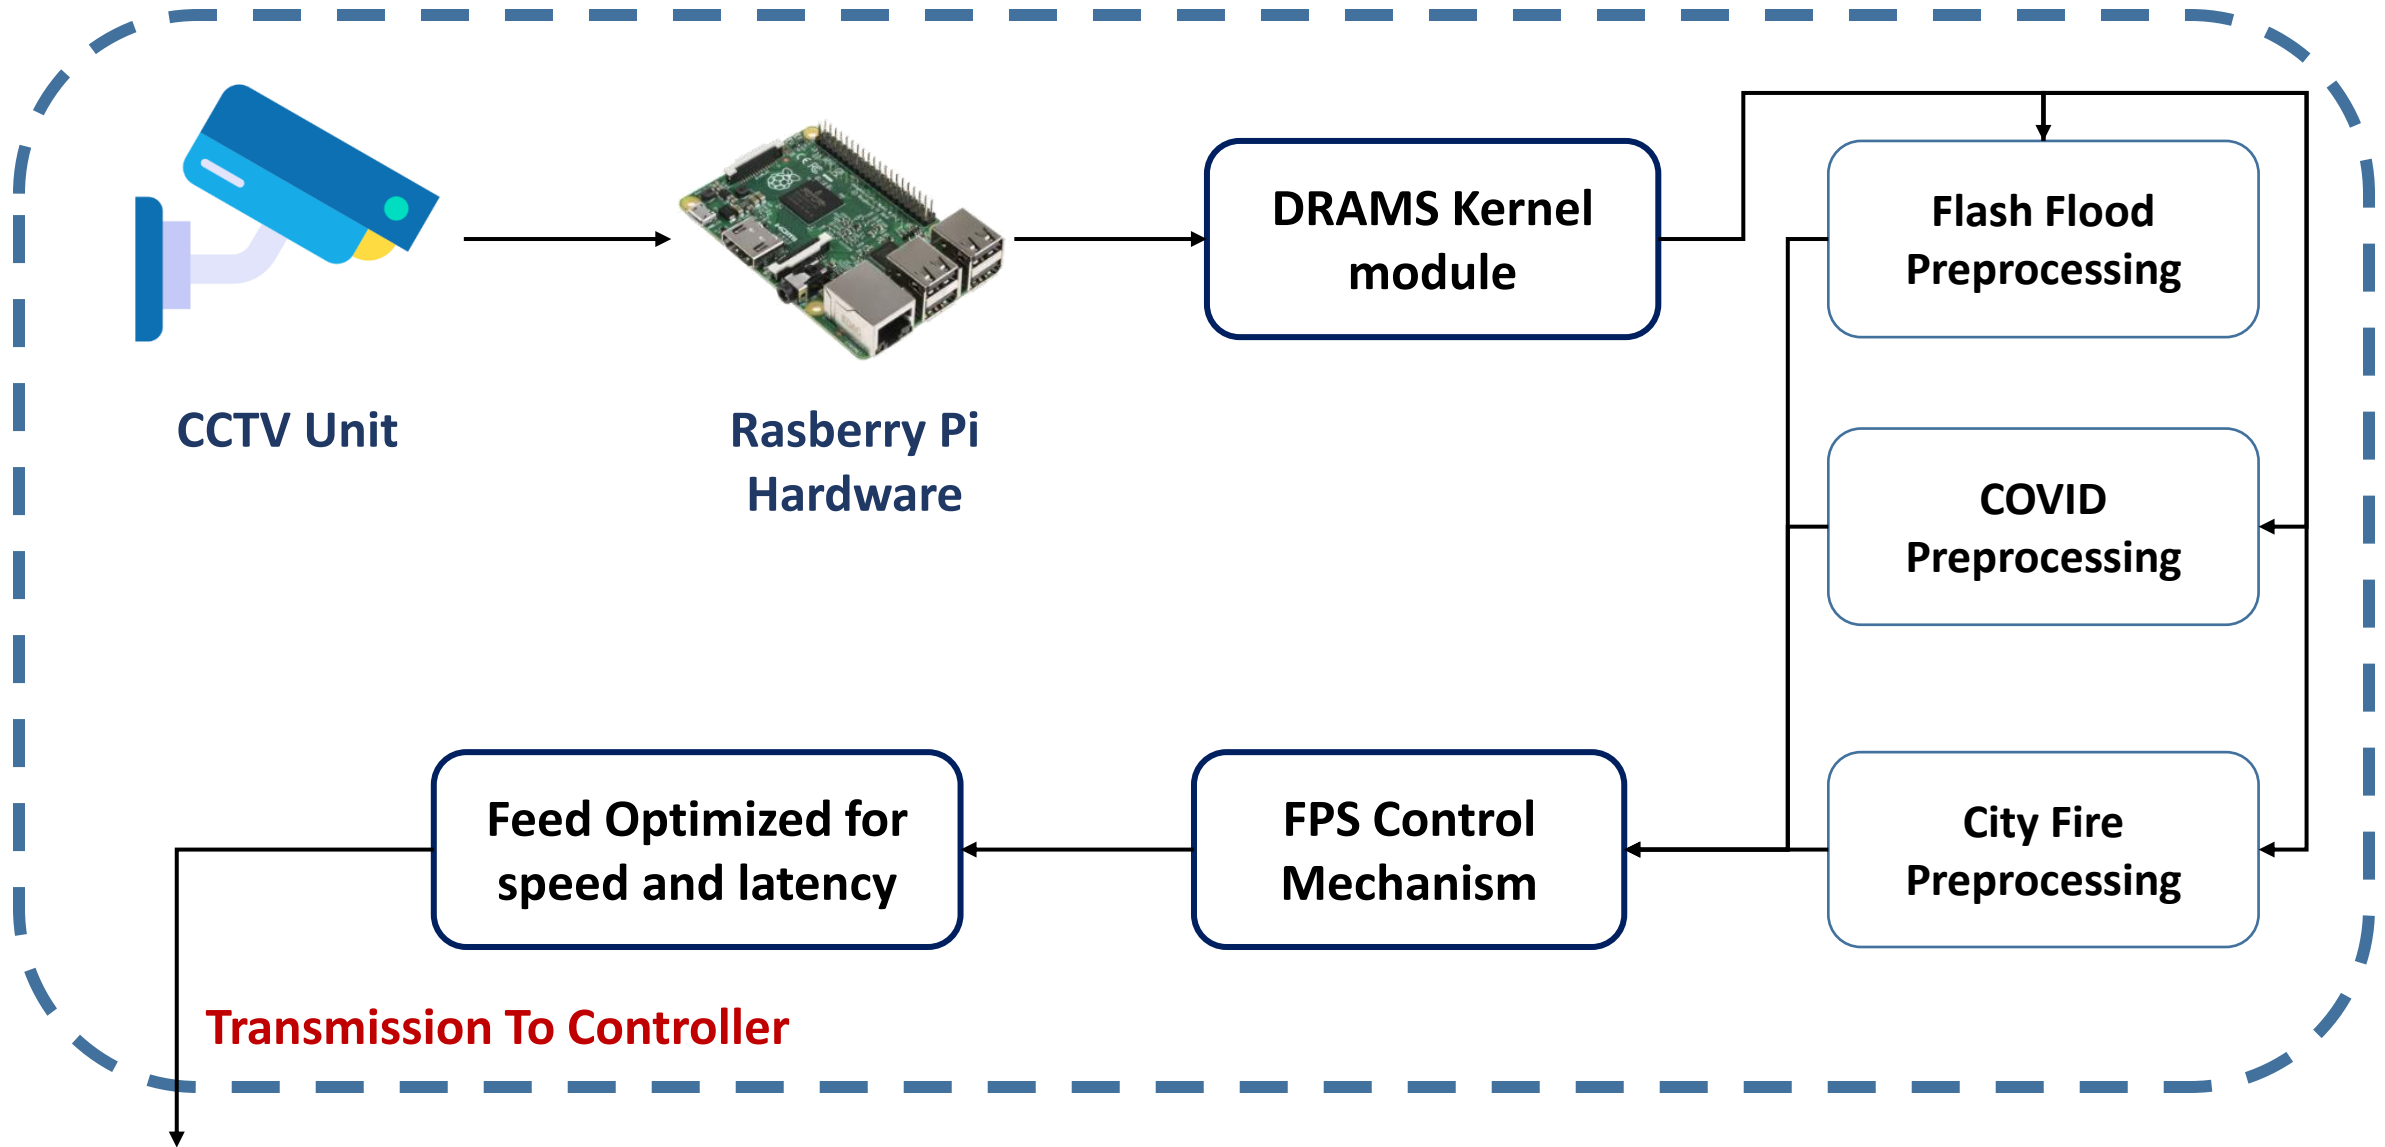 DRAMS Kernel
module
Flash Flood
Preprocessing
CCTV Unit
Rasberry Pi
Hardware
COVID
Preprocessing
Feed Optimized for
speed and latency
FPS Control
Mechanism
City Fire
Preprocessing
Transmission To Controller